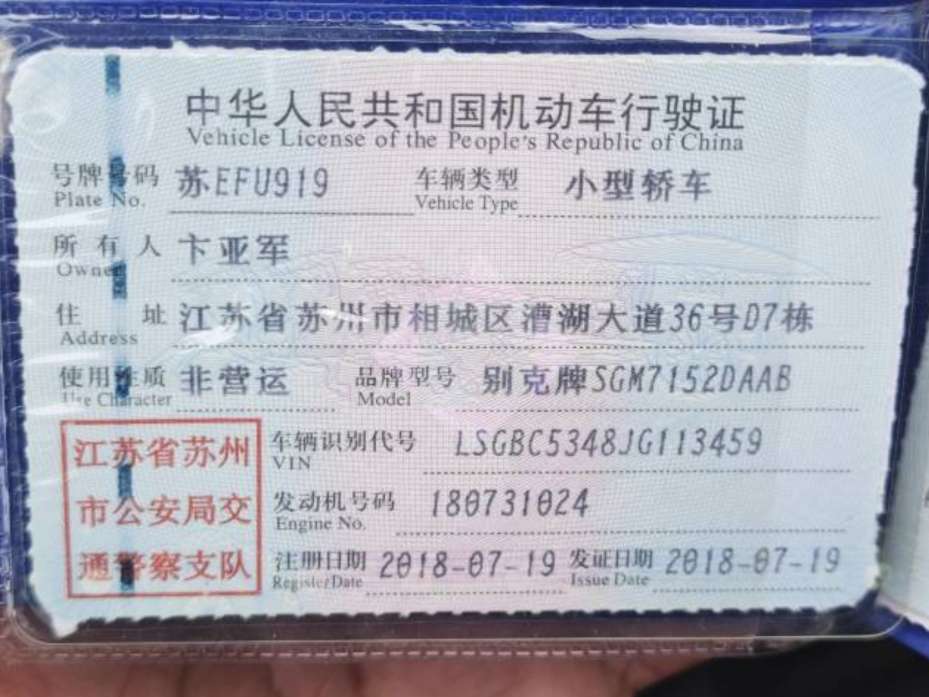 中华人民共和国机动车行驶证
Vehicle License of the People's Republic of China
号牌号码 苏EFU919 车辆类型 小型轿车
Plate No. Vehicle Type
所有人 卞亚军
Owner
住址 江苏省苏州市相城区漕湖大道36号D7栋
Address
使用性质 非营运 品牌型号 别克牌SGM7152DAAB
Use Character Model
江苏省苏州 车辆识别代号 LSGBC5348JG113459
VIN
市公安局交 发动机号码 180731024
Engine No.
通警察支队 注册日期 2018-07-19 发证日期 2018-07-19
Register Date Issue Date